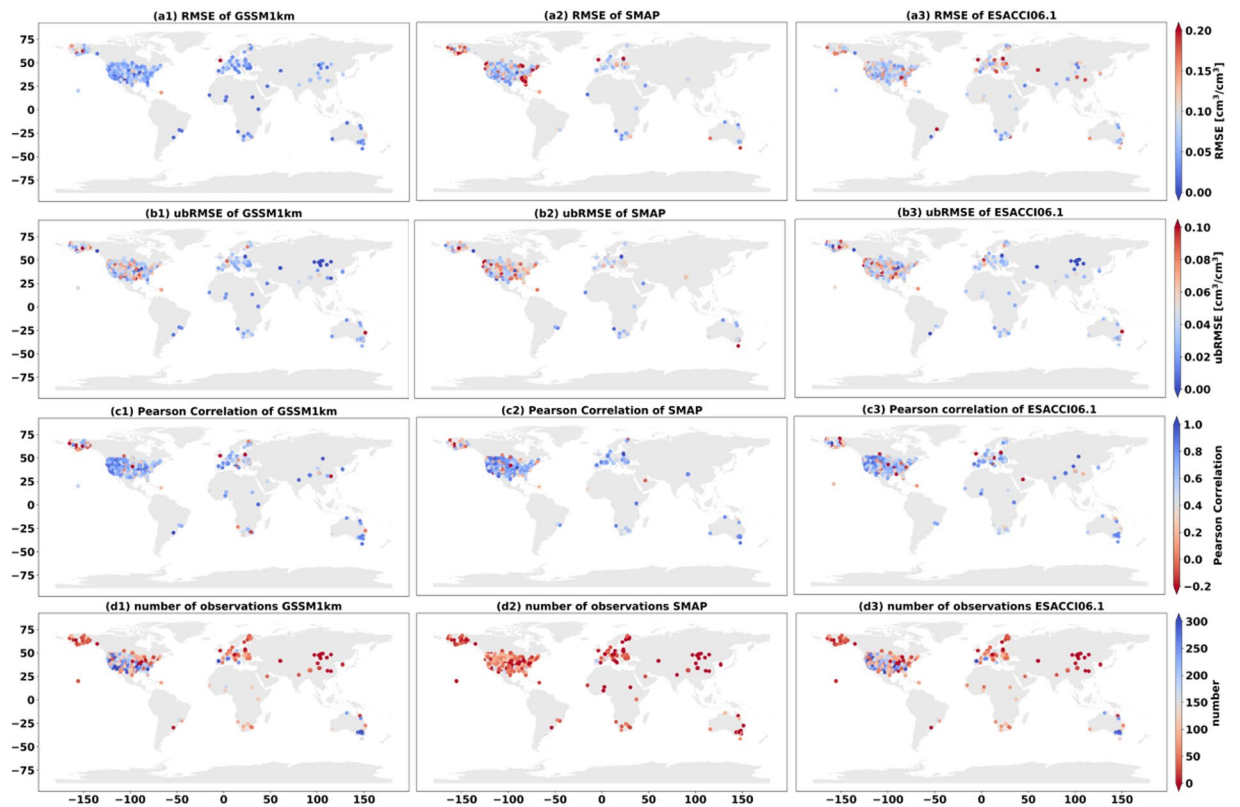 (a1) RMSE of GSSM1km
(a2) RMSE of SMAP
(a3) RMSE of ESACCI06.1
75
50
25
0
−25
−50
−75
0.20
0.15
0.10
0.05
0.00
RMSE [cm³/cm³]
(b1) ubRMSE of GSSM1km
(b2) ubRMSE of SMAP
(b3) ubRMSE of ESACCI06.1
75
50
25
0
−25
−50
−75
0.10
0.08
0.06
0.04
0.02
0.00
ubRMSE [cm³/cm³]
(c1) Pearson Correlation of GSSM1km
(c2) Pearson Correlation of SMAP
(c3) Pearson correlation of ESACCI06.1
75
50
25
0
−25
−50
−75
1.0
0.8
0.6
0.4
0.2
0.0
−0.2
Pearson Correlation
(d1) number of observations GSSM1km
(d2) number of observations SMAP
(d3) number of observations ESACCI06.1
75
50
25
0
−25
−50
−75
300
250
200
150
100
50
0
number
−150 −100 −50 0 50 100 150
−150 −100 −50 0 50 100 150
−150 −100 −50 0 50 100 150